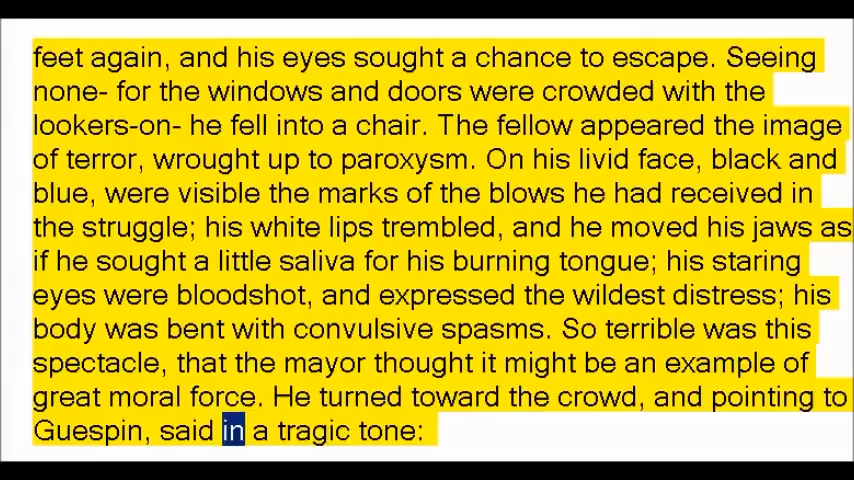 feet again, and his eyes sought a chance to escape. Seeing
none- for the windows and doors were crowded with the
lookers-on- he fell into a chair. The fellow appeared the image
of terror, wrought up to paroxysm. On his livid face, black and
blue, were visible the marks of the blows he had received in
the struggle; his white lips trembled, and he moved his jaws as
if he sought a little saliva for his burning tongue; his staring
eyes were bloodshot, and expressed the wildest distress; his
body was bent with convulsive spasms. So terrible was this
spectacle, that the mayor thought it might be an example of
great moral force. He turned toward the crowd, and pointing to
Guespin, said in a tragic tone: